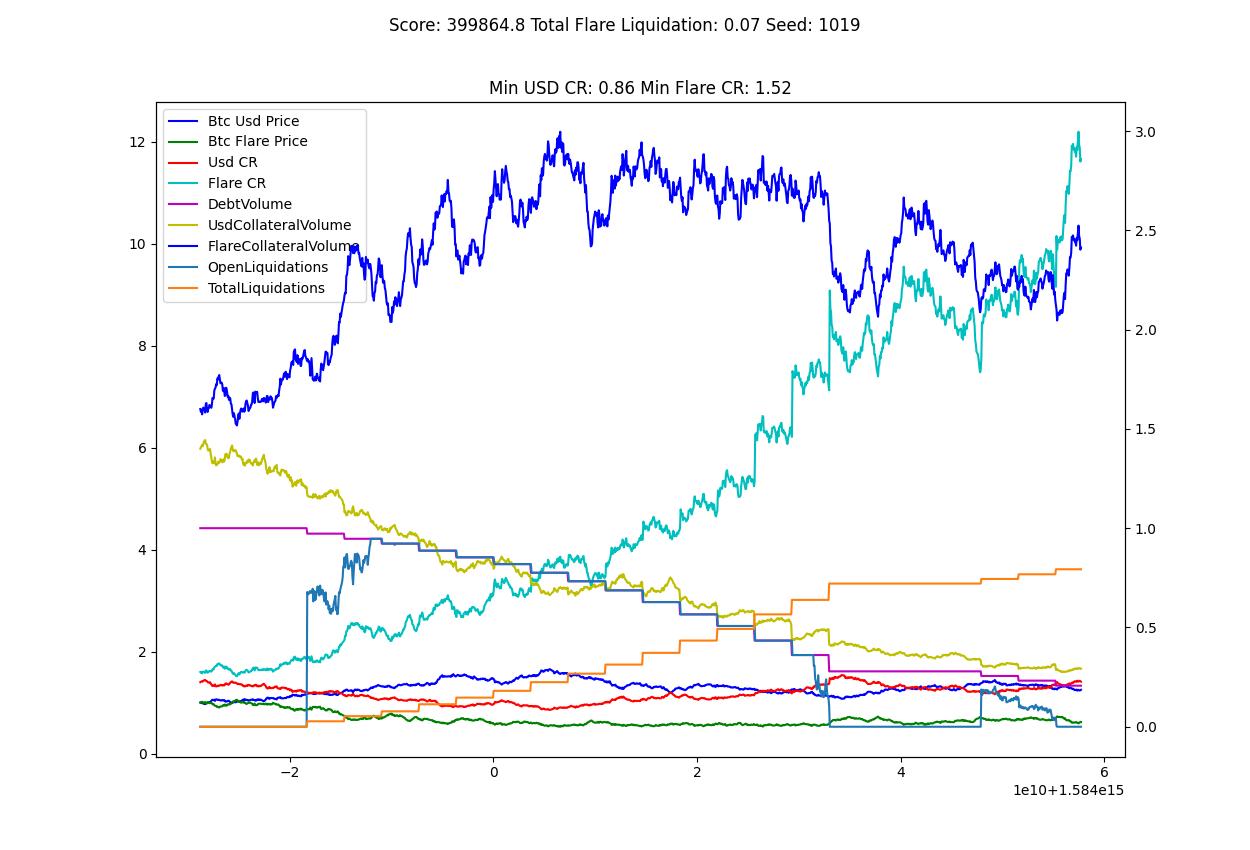 Score: 399864.8 Total Flare Liquidation: 0.07 Seed: 1019
Min USD CR: 0.86 Min Flare CR: 1.52
Btc Usd Price
Btc Flare Price
Usd CR
Flare CR
DebtVolume
UsdCollateralVolume
FlareCollateralVolume
OpenLiquidations
TotalLiquidations
12
10
8
6
4
2
0
3.0
2.5
2.0
1.5
1.0
0.5
0.0
−2 0 2 4 6
1e10+1.584e15